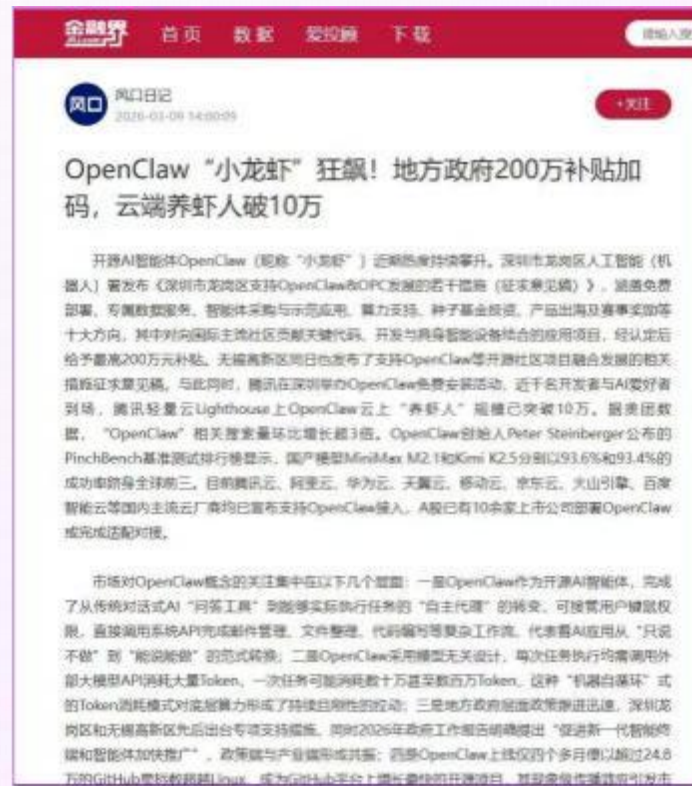 金融界 首页 数据 爱投顾 下载
请输入搜
风口
风口日记
2026-03-09 14:00:09
+关注
OpenClaw“小龙虾”狂飙！地方政府200万补贴加
码，云端养虾人破10万
开源AI智能体OpenClaw（昵称“小龙虾”）近期热度持续攀升。深圳市龙岗区人工智能（机
器人）署发布《深圳市龙岗区支持OpenClaw&OPC发展的若干措施（征求意见稿）》，涵盖免费
部署、专属数据服务、智能体采购与示范应用、算力支持、种子基金投资、产品出海及赛事奖励等
十大方向，其中对向国际主流社区贡献关键代码、开发与具身智能设备结合的应用项目，经认定后
给予最高200万元补贴。无锡高新区同日也发布了支持OpenClaw等开源社区项目融合发展的相关
措施征求意见稿。与此同时，腾讯在深圳举办OpenClaw免费安装活动，近千名开发者与AI爱好者
到场，腾讯轻量云Lighthouse上OpenClaw云上“养虾人”规模已突破10万。据美团数
据，“OpenClaw”相关搜索量环比增长超3倍。OpenClaw创始人Peter Steinberger公布的
PinchBench基准测试排行榜显示，国产模型MiniMax M2.1和Kimi K2.5分别以93.6%和93.4%的
成功率跻身全球前三。目前腾讯云、阿里云、华为云、天翼云、移动云、京东云、火山引擎、百度
智能云等国内主流云厂商均已宣布支持OpenClaw接入，A股已有10余家上市公司部署OpenClaw
或完成适配对接。
市场对OpenClaw概念的关注集中在以下几个层面：一是OpenClaw作为开源AI智能体，完成
了从传统对话式AI“问答工具”到能够实际执行任务的“自主代理”的转变，可接管用户键鼠权
限，直接调用系统API完成邮件管理、文件整理、代码编写等复杂工作流，代表着AI应用从“只说
不做”到“能说能做”的范式转换；二是OpenClaw采用模型无关设计，每次任务执行均需调用外
部大模型API消耗大量Token，一次任务可能消耗数十万甚至数百万Token，这种“机器自循环”式
的Token消耗模式对底层算力形成了持续且刚性的拉动；三是地方政府层面政策推进迅速，深圳龙
岗区和无锡高新区先后出台专项支持措施，同时2026年政府工作报告明确提出“促进新一代智能终
端和智能体加快推广”，政策端与产业端形成共振；四是OpenClaw上线仅四个多月便以超过24.8
万的GitHub星标数超越Linux，成为GitHub平台上增长最快的开源项目，其现象级传播效应引发市